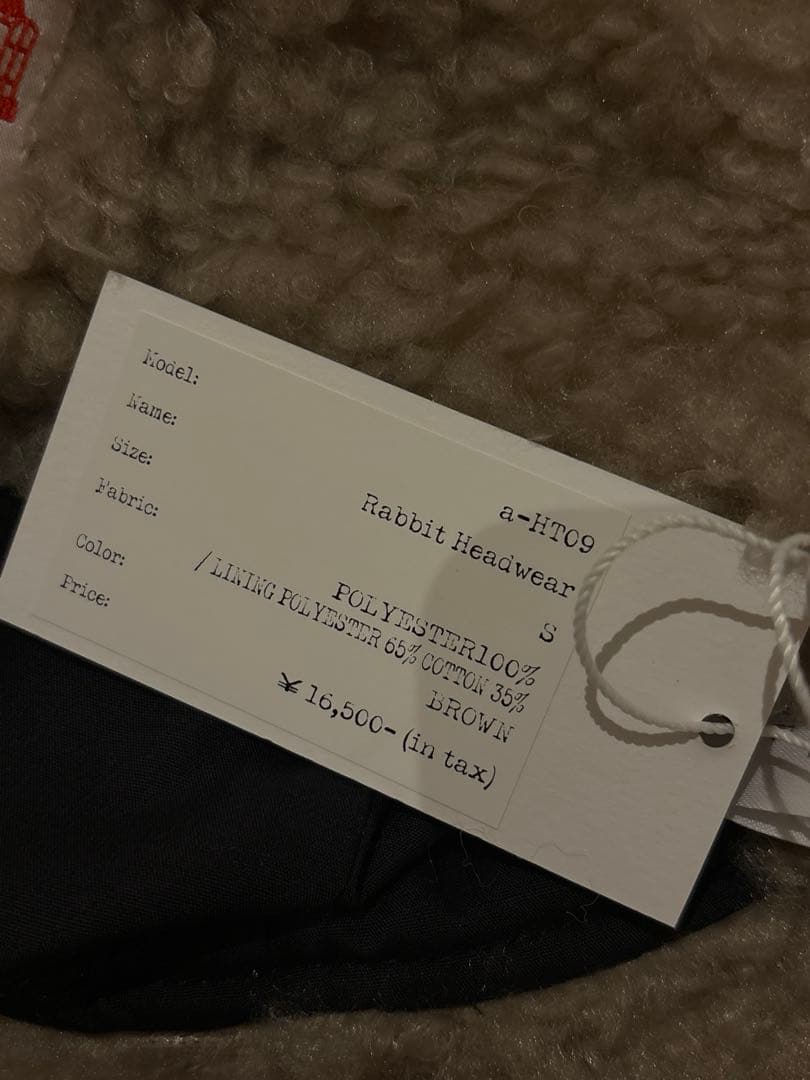 Model: a-HT09
Name: Rabbit Headwear
Size: S
Fabric: POLYESTER100%
/LINING POLYESTER 65% COTTON 35%
Color: BROWN
Price: ¥16,500-(in tax)